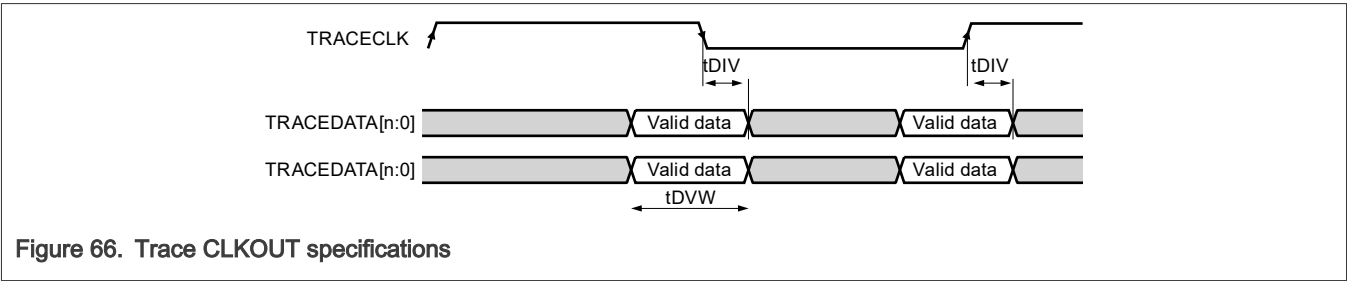 TRACECLK
tDIV tDIV
TRACEDATA[n:0] Valid data Valid data
TRACEDATA[n:0] Valid data Valid data
tDVW
Figure 66. Trace CLKOUT specifications